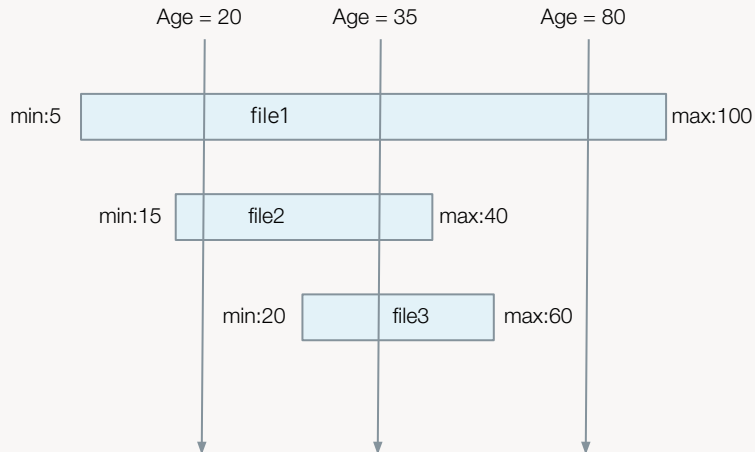 Age = 20 Age = 35 Age = 80
min:5 file1 max:100
min:15 file2 max:40
min:20 file3 max:60